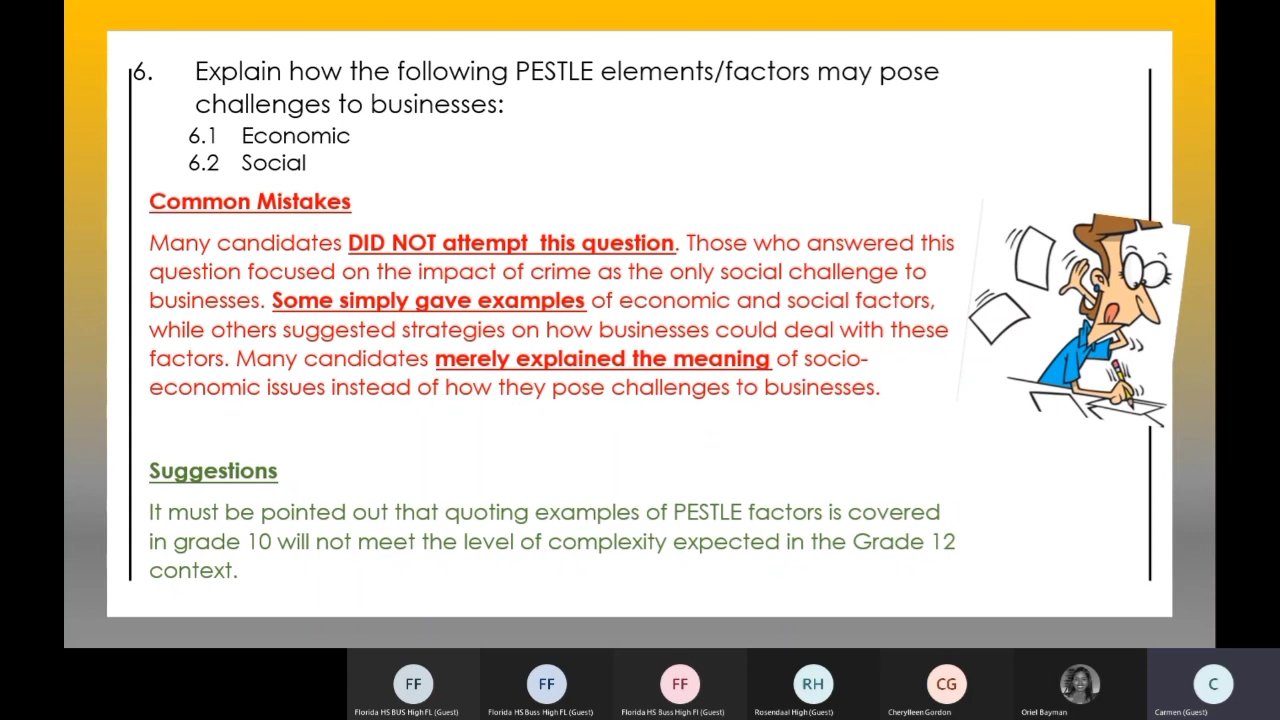 6. Explain how the following PESTLE elements/factors may pose
challenges to businesses:
6.1 Economic
6.2 Social
Common Mistakes
Many candidates DID NOT attempt this question. Those who answered this
question focused on the impact of crime as the only social challenge to
businesses. Some simply gave examples of economic and social factors,
while others suggested strategies on how businesses could deal with these
factors. Many candidates merely explained the meaning of socio-
economic issues instead of how they pose challenges to businesses.
Suggestions
It must be pointed out that quoting examples of PESTLE factors is covered
in grade 10 will not meet the level of complexity expected in the Grade 12
context.
FF FF FF RH CG C
Florida HS BUS High FL (Guest) Florida HS Buss High FL (Guest) Florida HS Buss High Fl (Guest) Rosendaal High (Guest) Cherylleen Gordon Oriel Bayman Carmen (Guest)